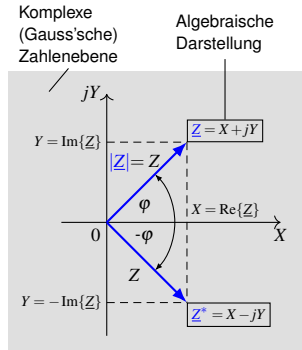 Komplexe
(Gauss'sche)
Zahlenebene
Algebraische
Darstellung
jY
Y = Im{Z}
Z = X + jY
|Z| = Z
φ
X = Re{Z}
0
-φ
X
Z
Y = −Im{Z}
Z* = X − jY